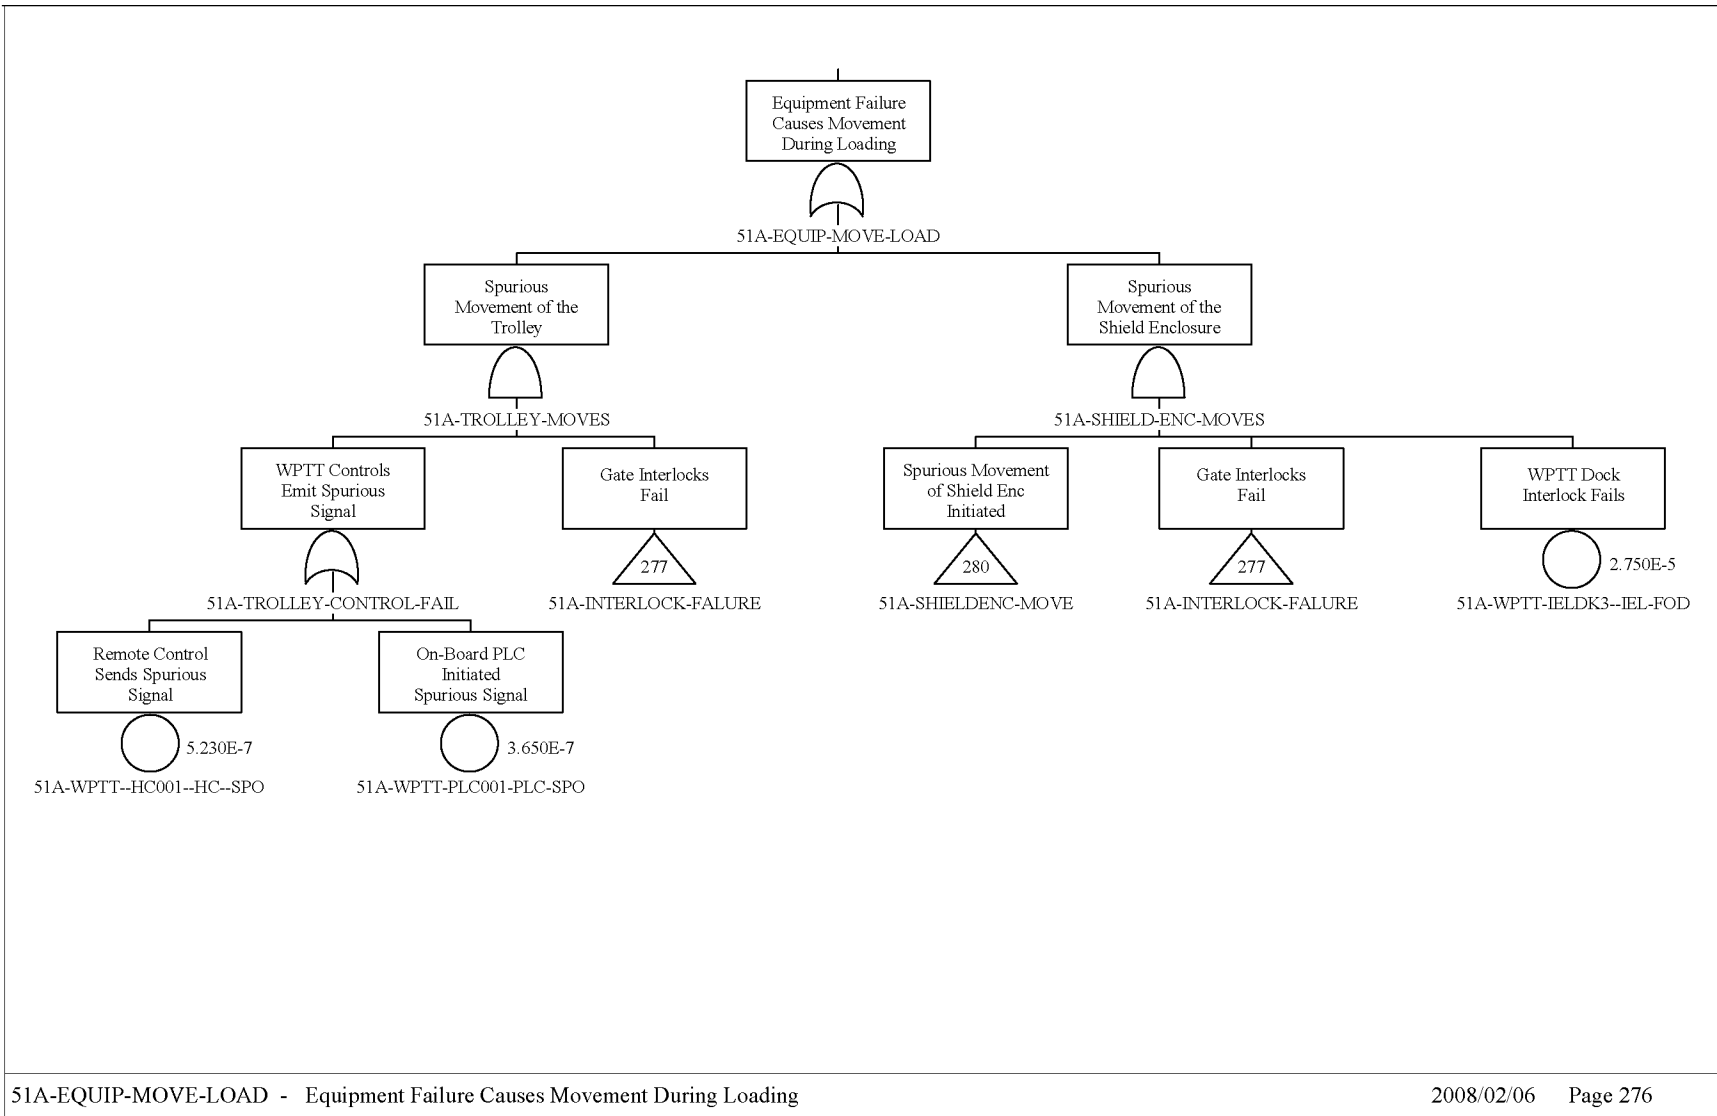 Equipment Failure
Causes Movement
During Loading
51A-EQUIP-MOVE-LOAD
Spurious
Movement of the
Trolley
51A-TROLLEY-MOVES
Spurious
Movement of the
Shield Enclosure
51A-SHIELD-ENC-MOVES
WPTT Controls
Emit Spurious
Signal
51A-TROLLEY-CONTROL-FAIL
Gate Interlocks
Fail
277
51A-INTERLOCK-FALURE
Spurious Movement
of Shield Enc
Initiated
280
51A-SHIELDENC-MOVE
Gate Interlocks
Fail
277
51A-INTERLOCK-FALURE
WPTT Dock
Interlock Fails
2.750E-5
51A-WPTT-IELDK3--IEL-FOD
Remote Control
Sends Spurious
Signal
5.230E-7
51A-WPTT--HC001--HC--SPO
On-Board PLC
Initiated
Spurious Signal
3.650E-7
51A-WPTT-PLC001-PLC-SPO
51A-EQUIP-MOVE-LOAD - Equipment Failure Causes Movement During Loading
2008/02/06 Page 276